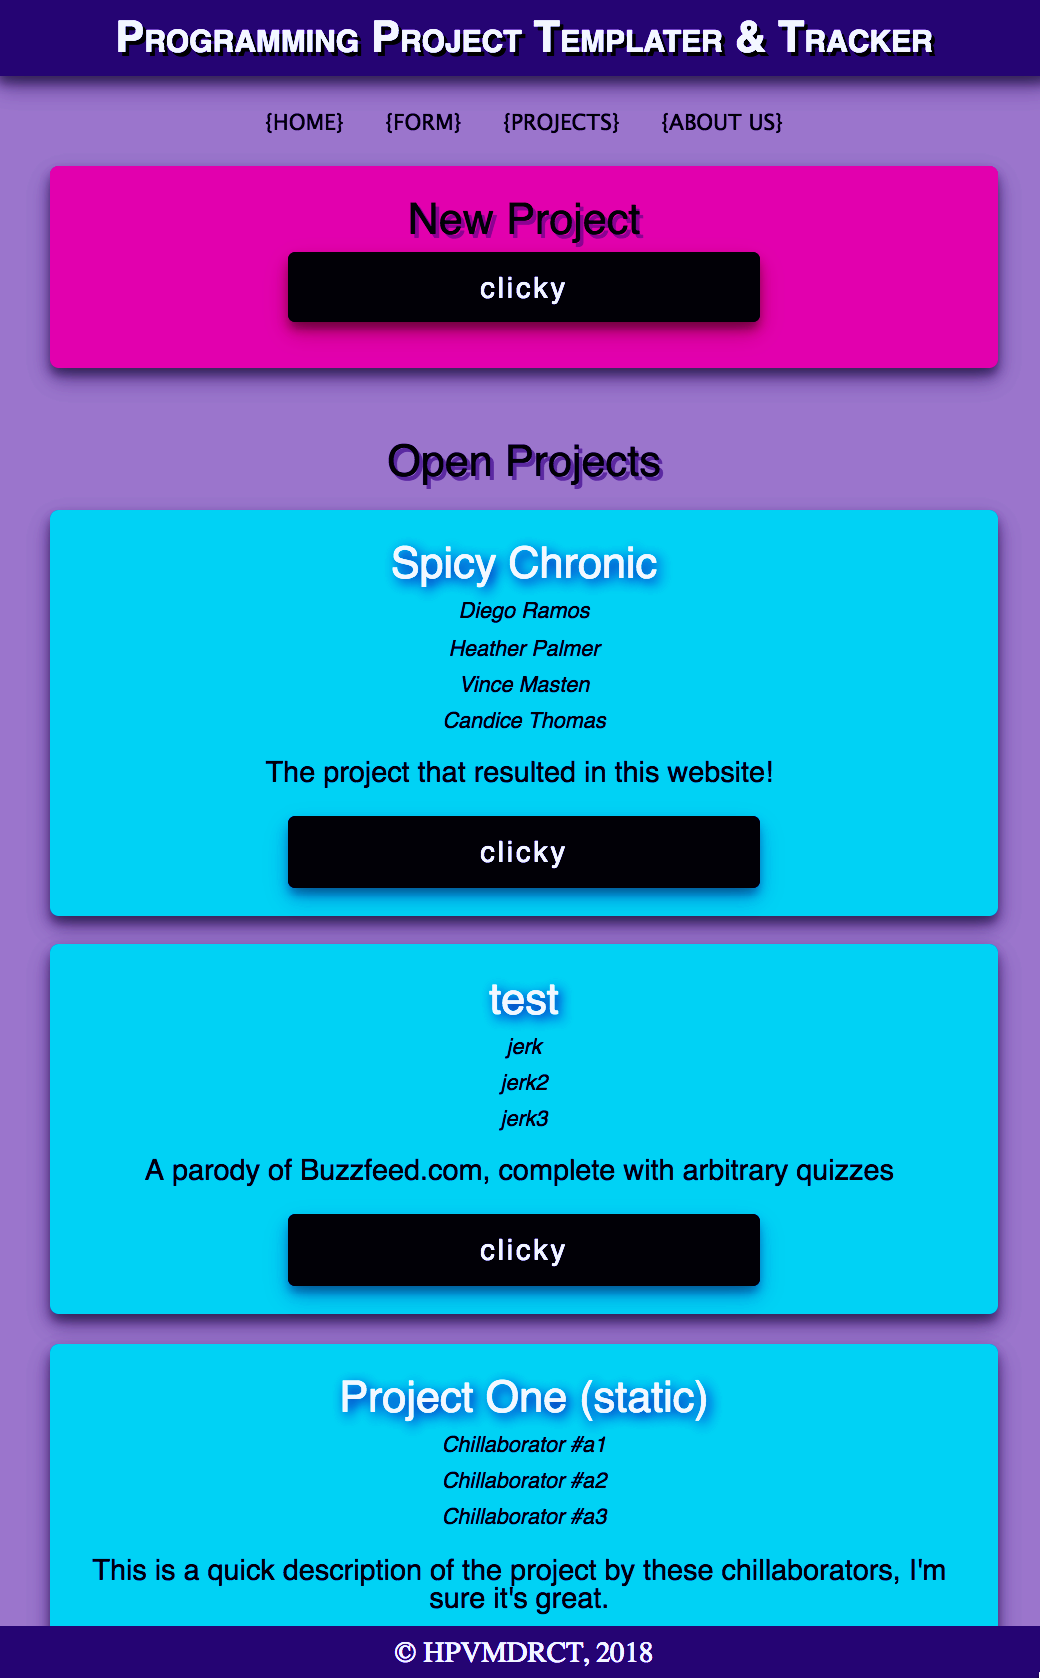 Programming Project Templater & Tracker
{HOME} {FORM} {PROJECTS} {ABOUT US}
New Project
clicky
Open Projects
Spicy Chronic
Diego Ramos
Heather Palmer
Vince Masten
Candice Thomas
The project that resulted in this website!
clicky
test
jerk
jerk2
jerk3
A parody of Buzzfeed.com, complete with arbitrary quizzes
clicky
Project One (static)
Chillaborator #a1
Chillaborator #a2
Chillaborator #a3
This is a quick description of the project by these chillaborators, I'm
sure it's great.
© HPVMDRCT, 2018